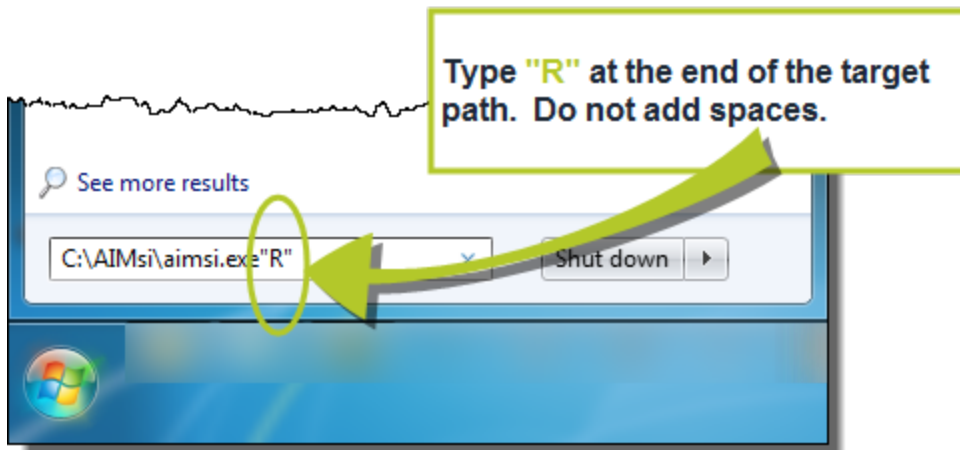 Type "R" at the end of the target
path.  Do not add spaces.
See more results
C:\AIMsi\aimsi.exe"R"
Shut down